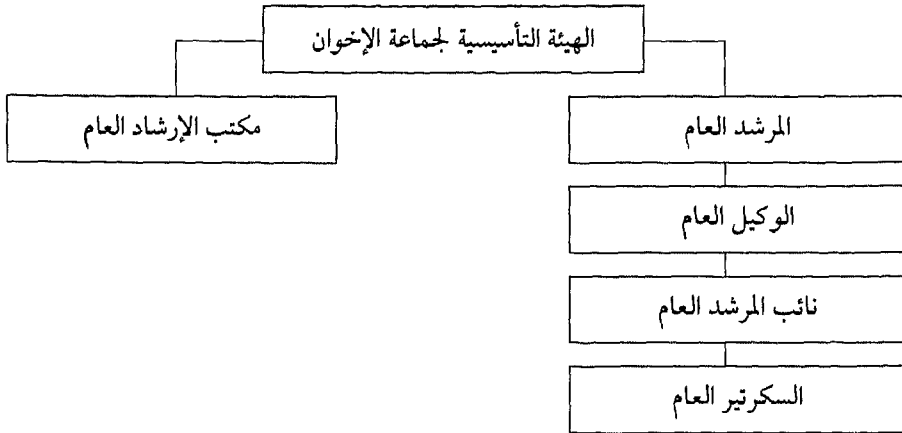 الهيئة التأسيسية لجماعة الإخوان
المرشد العام
مكتب الإرشاد العام
الوكيل العام
نائب المرشد العام
السكرتير العام